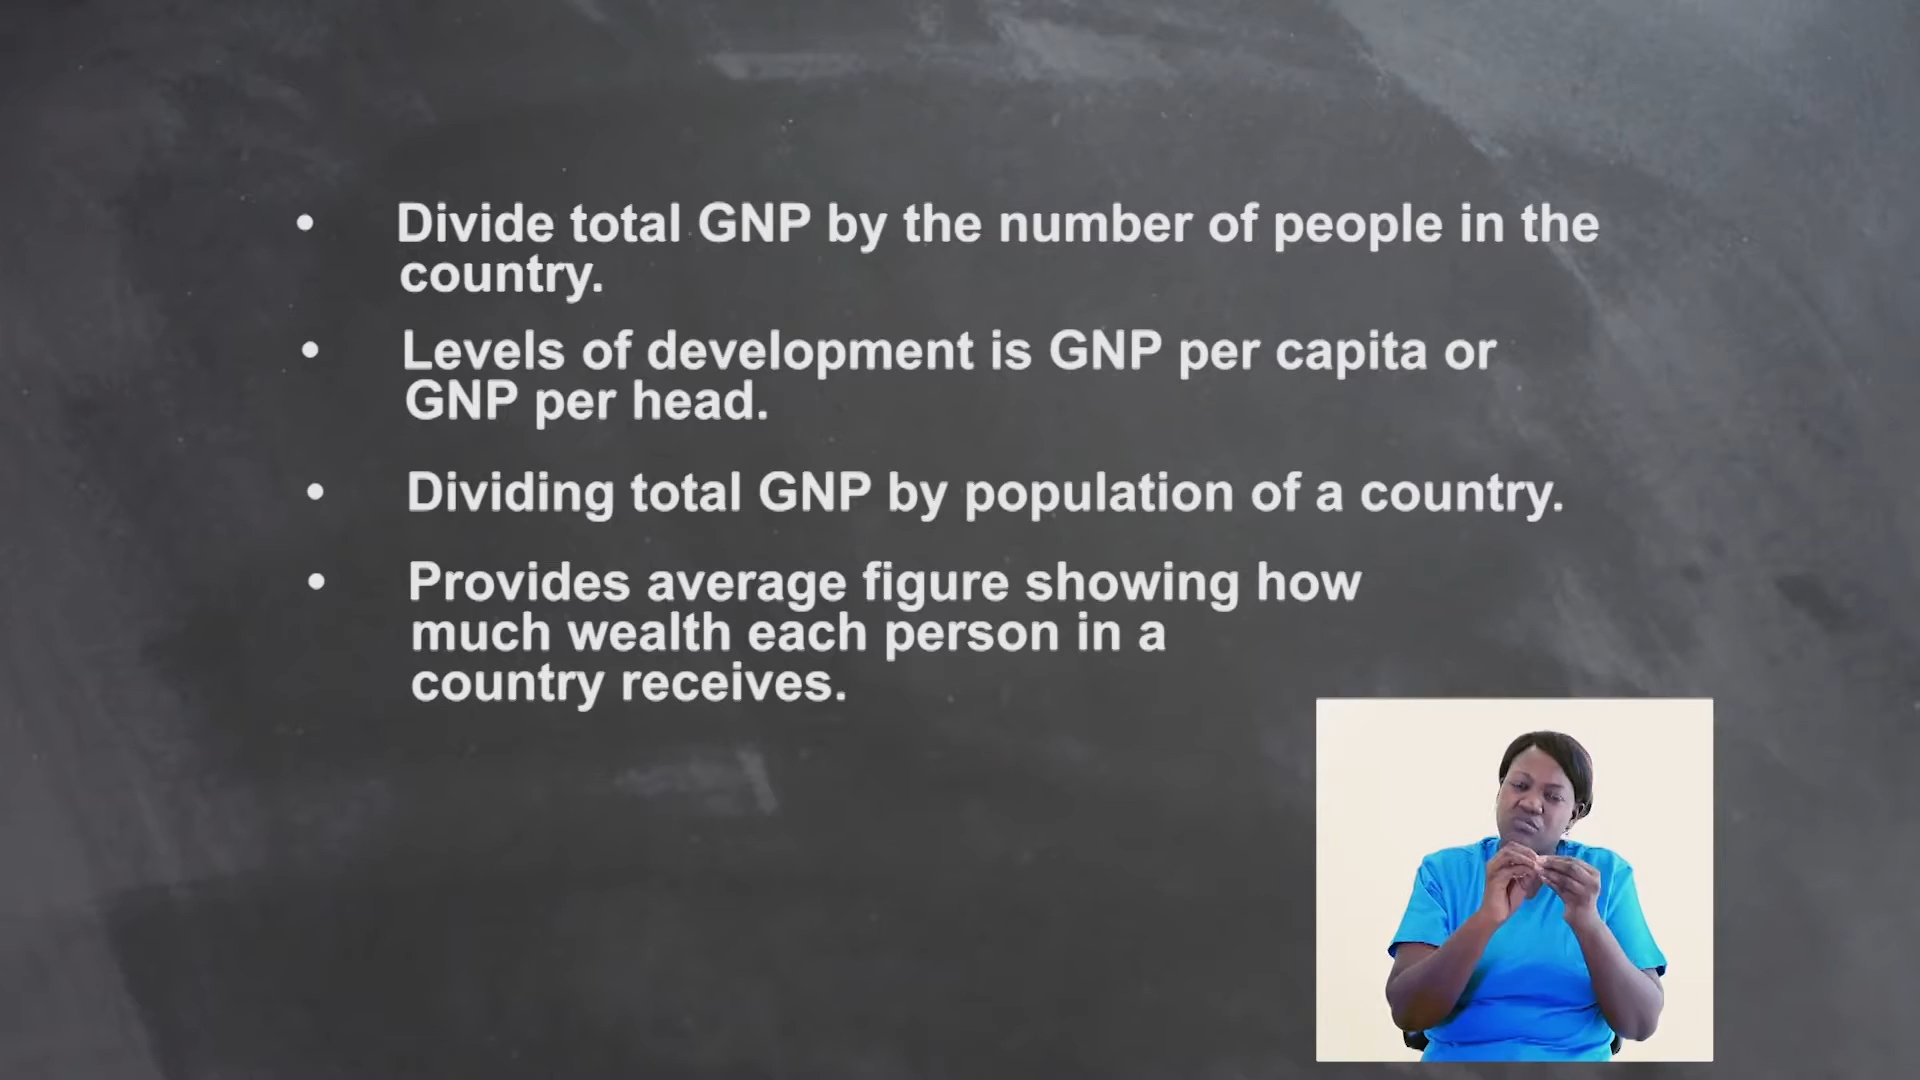 • Divide total GNP by the number of people in the
country.
• Levels of development is GNP per capita or
GNP per head.
• Dividing total GNP by population of a country.
• Provides average figure showing how
much wealth each person in a
country receives.